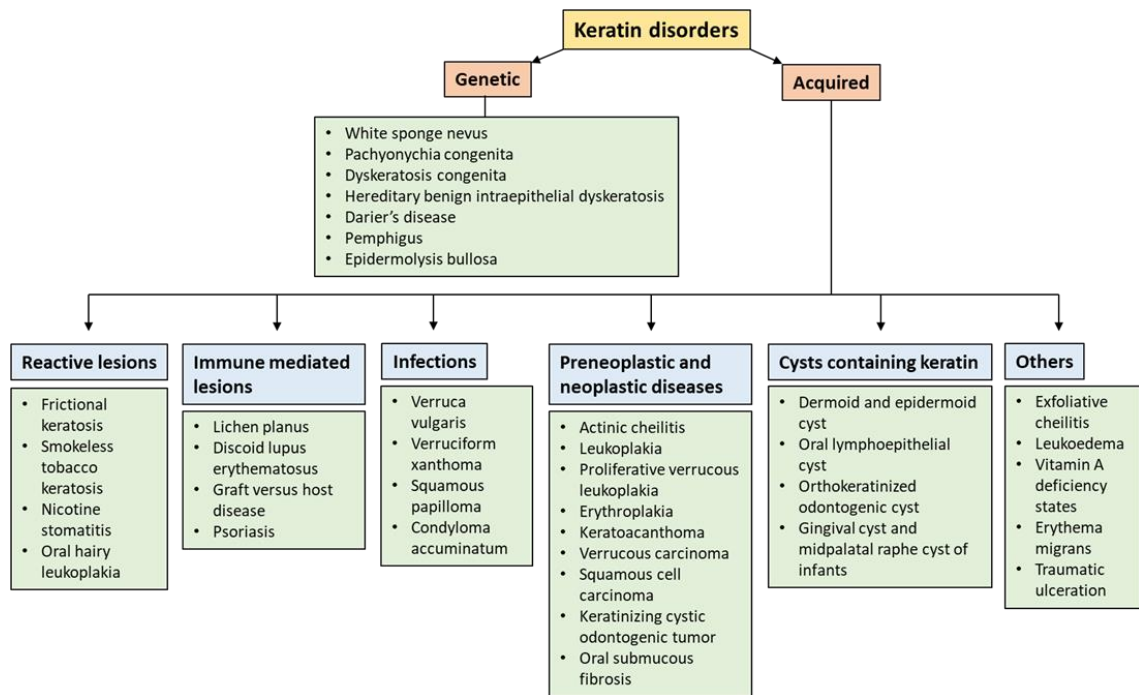 Keratin disorders
Genetic
Acquired
• White sponge nevus
• Pachyonychia congenita
• Dyskeratosis congenita
• Hereditary benign intraepithelial dyskeratosis
• Darier's disease
• Pemphigus
• Epidermolysis bullosa
Reactive lesions
• Frictional
keratosis
• Smokeless
tobacco
keratosis
• Nicotine
stomatitis
• Oral hairy
leukoplakia
Immune mediated
lesions
• Lichen planus
• Discoid lupus
erythematosus
• Graft versus host
disease
• Psoriasis
Infections
• Verruca
vulgaris
• Verruciform
xanthoma
• Squamous
papilloma
• Condyloma
accuminatum
Preneoplastic and
neoplastic diseases
• Actinic cheilitis
• Leukoplakia
• Proliferative verrucous
leukoplakia
• Erythroplakia
• Keratoacanthoma
• Verrucous carcinoma
• Squamous cell
carcinoma
• Keratinizing cystic
odontogenic tumor
• Oral submucous
fibrosis
Cysts containing keratin
• Dermoid and epidermoid
cyst
• Oral lymphoepithelial
cyst
• Orthokeratinized
odontogenic cyst
• Gingival cyst and
midpalatal raphe cyst of
infants
Others
• Exfoliative
cheilitis
• Leukoedema
• Vitamin A
deficiency
states
• Erythema
migrans
• Traumatic
ulceration